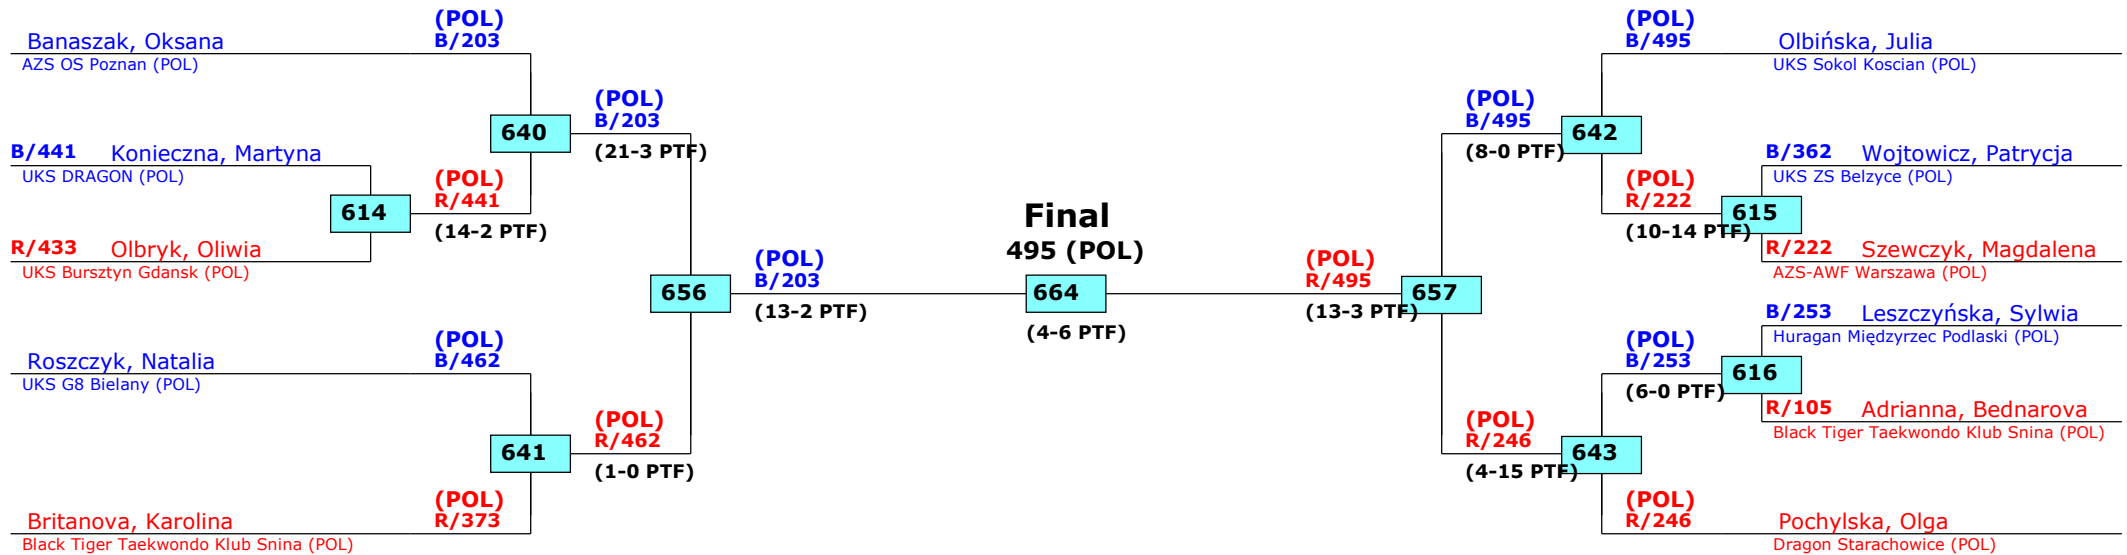 (POL)
B/203
Banaszak, Oksana
AZS OS Poznan (POL)
640
(POL)
B/203
(21-3 PTF)
B/441 Konieczna, Martyna
UKS DRAGON (POL)
614
(POL)
R/441
(14-2 PTF)
R/433 Olbryk, Oliwia
UKS Bursztyn Gdansk (POL)
656
(POL)
B/203
(13-2 PTF)
(POL)
B/462
Roszczyk, Natalia
UKS G8 Bielany (POL)
641
(POL)
R/462
(1-0 PTF)
(POL)
R/373
Britanova, Karolina
Black Tiger Taekwondo Klub Snina (POL)
Final
495 (POL)
664
(4-6 PTF)
(POL)
R/495
(13-3 PTF)
657
(POL)
B/495
(8-0 PTF)
642
(POL)
B/495
Olbińska, Julia
UKS Sokol Koscian (POL)
(POL)
R/222
(10-14 PTF)
615
B/362 Wojtowicz, Patrycja
UKS ZS Belzyce (POL)
R/222 Szewczyk, Magdalena
AZS-AWF Warszawa (POL)
B/253 Leszczyńska, Sylwia
Huragan Międzyrzec Podlaski (POL)
(POL)
B/253
(6-0 PTF)
616
R/105 Adrianna, Bednarova
Black Tiger Taekwondo Klub Snina (POL)
(POL)
R/246
(4-15 PTF)
643
(POL)
R/246
Pochylska, Olga
Dragon Starachowice (POL)